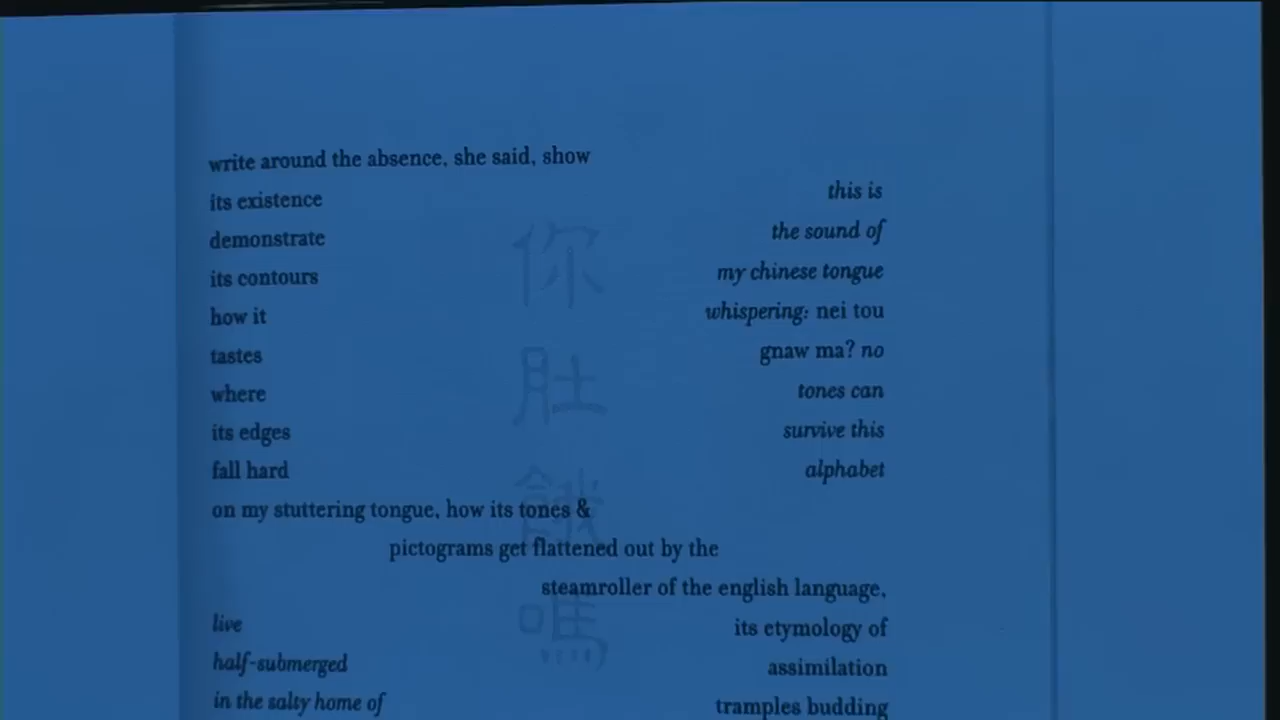 write around the absence, she said, show
its existence
demonstrate
its contours
how it
tastes
where
its edges
fall hard
this is
the sound of
my chinese tongue
whispering: nei tou
gnaw ma? no
tones can
survive this
alphabet
on my stuttering tongue, how its tones &
pictograms get flattened out by the
steamroller of the english language,
live
half-submerged
in the salty home of
its etymology of
assimilation
tramples budding
你
肚
餓
嗎